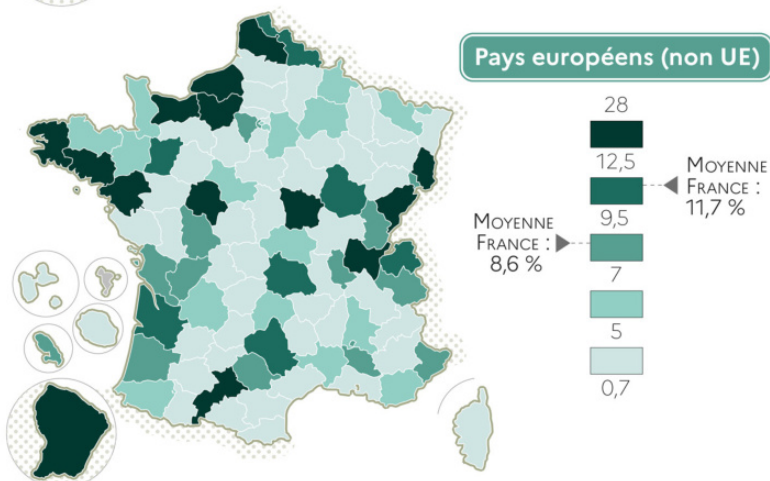 Pays européens (non UE)
28
12,5
MOYENNE
FRANCE :
11,7 %
9,5
MOYENNE
FRANCE :
8,6 %
7
5
0,7